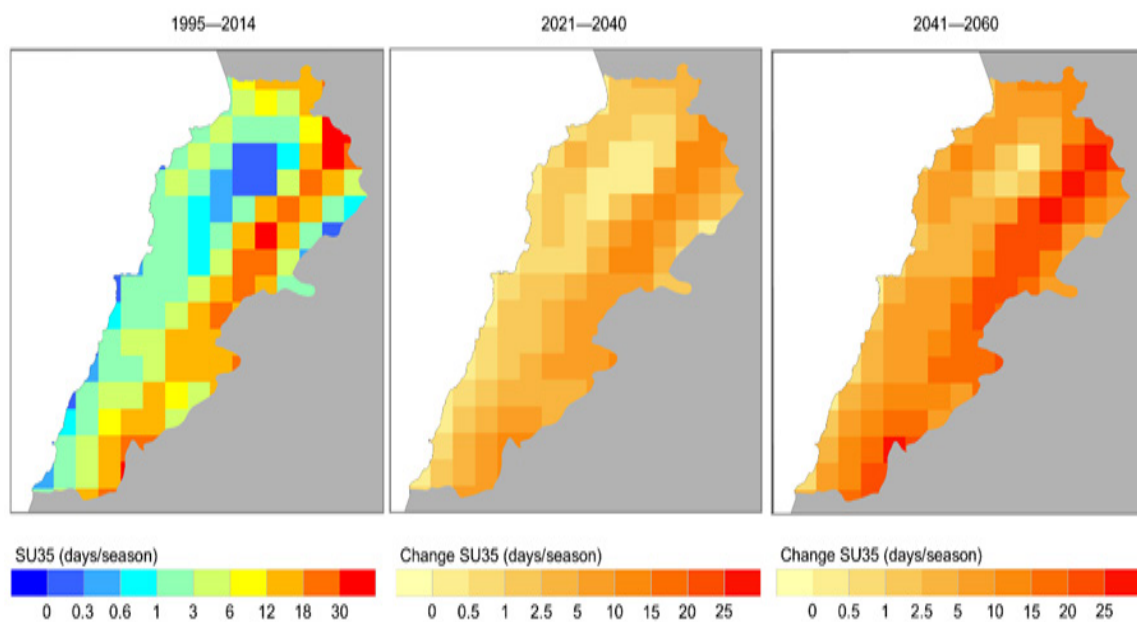 1995—2014
2021—2040
2041—2060
SU35 (days/season)
0 0.3 0.6 1 3 6 12 18 30
Change SU35 (days/season)
0 0.5 1 2.5 5 10 15 20 25
Change SU35 (days/season)
0 0.5 1 2.5 5 10 15 20 25